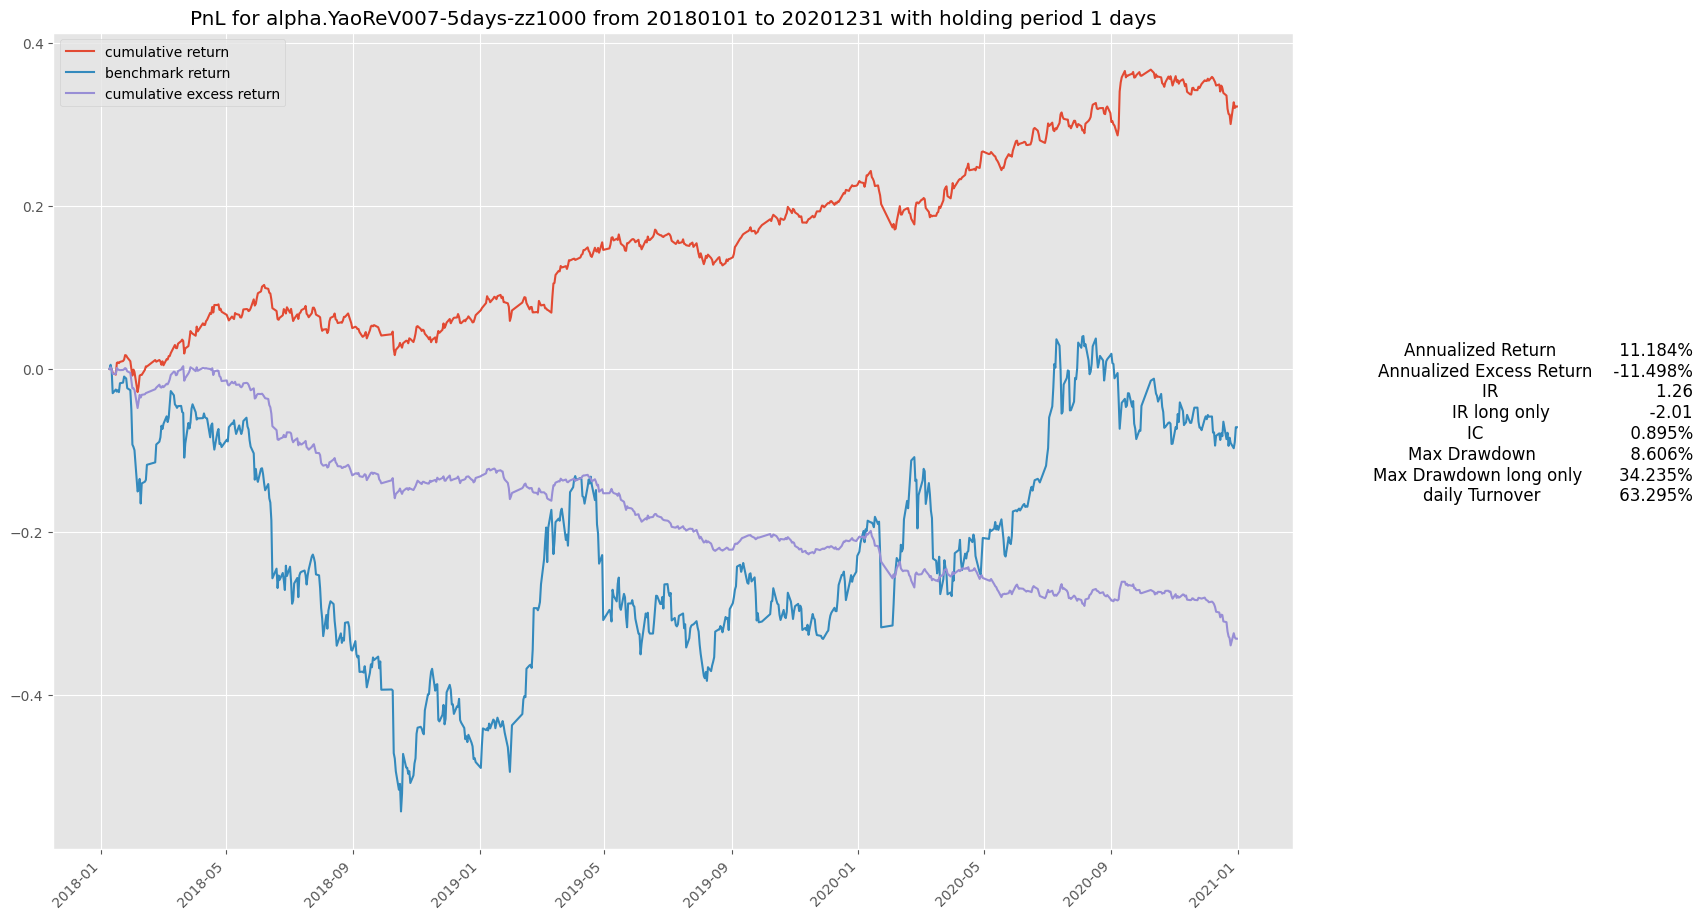 PnL for alpha.YaoReV007-5days-zz1000 from 20180101 to 20201231 with holding period 1 days
cumulative return
benchmark return
cumulative excess return
0.4
0.2
0.0
−0.2
−0.4
2018-01
2018-05
2018-09
2019-01
2019-05
2019-09
2020-01
2020-05
2020-09
2021-01
Annualized Return 11.184%
Annualized Excess Return -11.498%
IR 1.26
IR long only -2.01
IC 0.895%
Max Drawdown 8.606%
Max Drawdown long only 34.235%
daily Turnover 63.295%